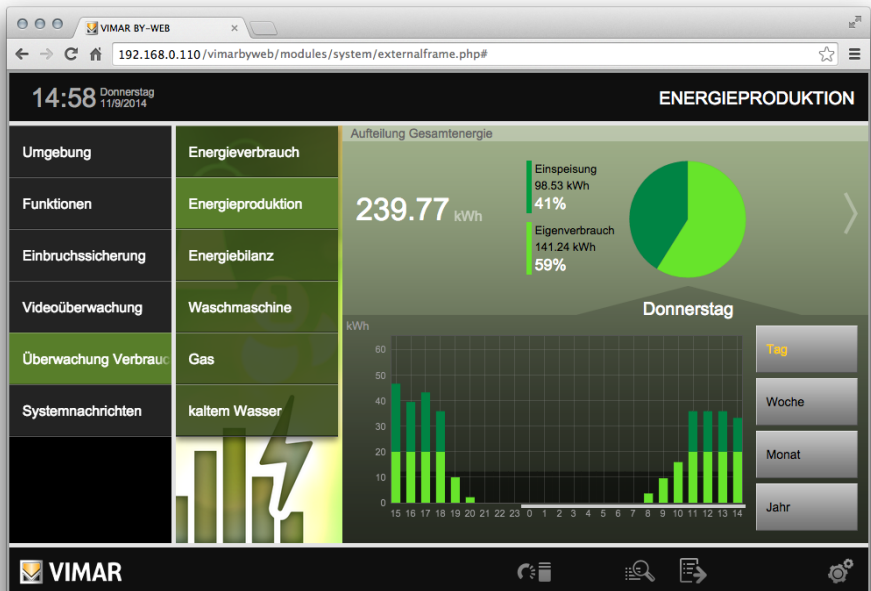 VIMAR BY-WEB
192.168.0.110/vimarbyweb/modules/system/externalframe.php#
14:58
Donnerstag
11/9/2014
ENERGIEPRODUKTION
Umgebung
Funktionen
Einbruchssicherung
Videoüberwachung
Überwachung Verbrauc
Systemnachrichten
Energieverbrauch
Energieproduktion
Energiebilanz
Waschmaschine
Gas
kaltem Wasser
Aufteilung Gesamtenergie
239.77 kWh
Einspeisung
98.53 kWh
41%
Eigenverbrauch
141.24 kWh
59%
Donnerstag
kWh
60
50
40
30
20
10
0
15 16 17 18 19 20 21 22 23 0 1 2 3 4 5 6 7 8 9 10 11 12 13 14
Tag
Woche
Monat
Jahr
VIMAR